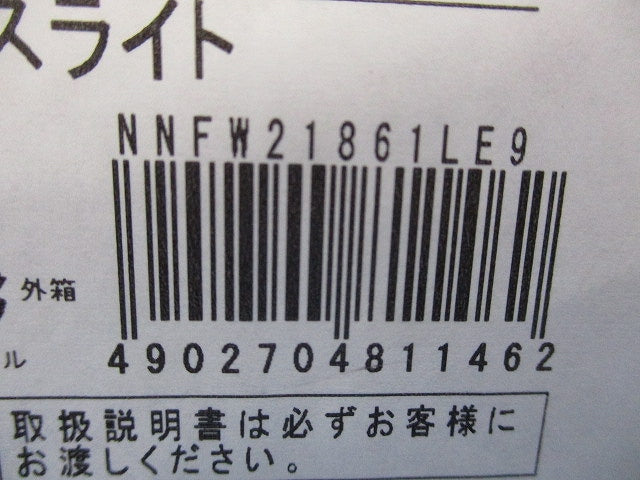 スライト
NNFW21861LE9
外箱
ル
4902704811462
取扱説明書は必ずお客様に
お渡しください。